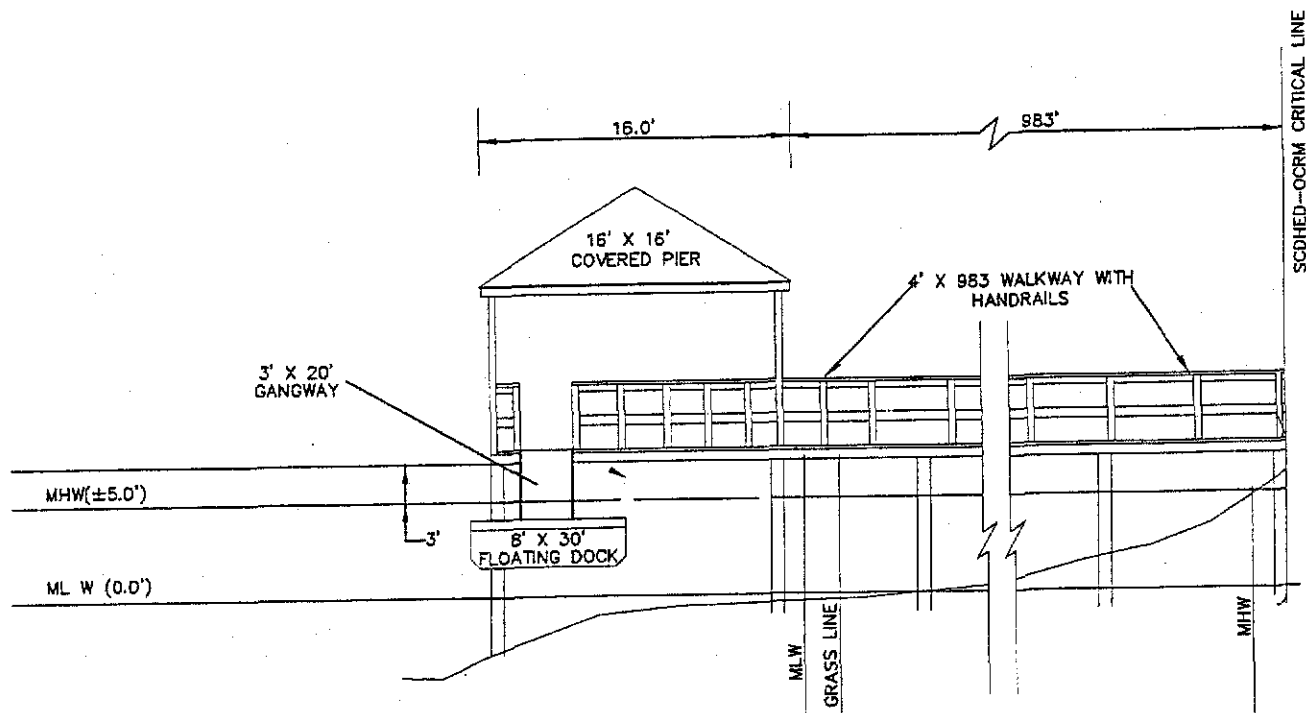 16.0'
983'
SCDHED-OCRM CRITICAL LINE
16' X 16'
COVERED PIER
4' X 983 WALKWAY WITH
HANDRAILS
3' X 20'
GANGWAY
MHW(±5.0')
3'
8' X 30'
FLOATING DOCK
ML W (0.0')
MLW
GRASS LINE
MHW